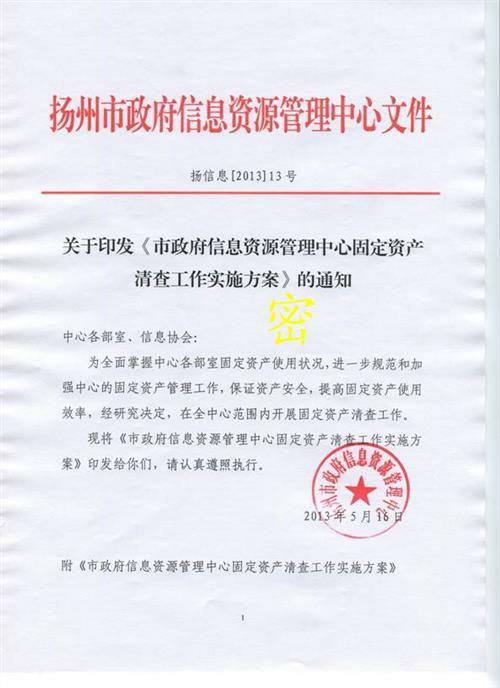 扬州市政府信息资源管理中心文件
扬信息[2013]13号
关于印发《市政府信息资源管理中心固定资产
清查工作实施方案》的通知
密
中心各部室、信息协会:
为全面掌握中心各部室固定资产使用状况,进一步规范和加
强中心的固定资产管理工作,保证资产安全,提高固定资产使用
效率,经研究决定,在全中心范围内开展固定资产清查工作。
现将《市政府信息资源管理中心固定资产清查工作实施方
案》印发给你们,请认真遵照执行。
扬州市政府信息资源管理中心
2013年5月16日
附《市政府信息资源管理中心固定资产清查工作实施方案》
1